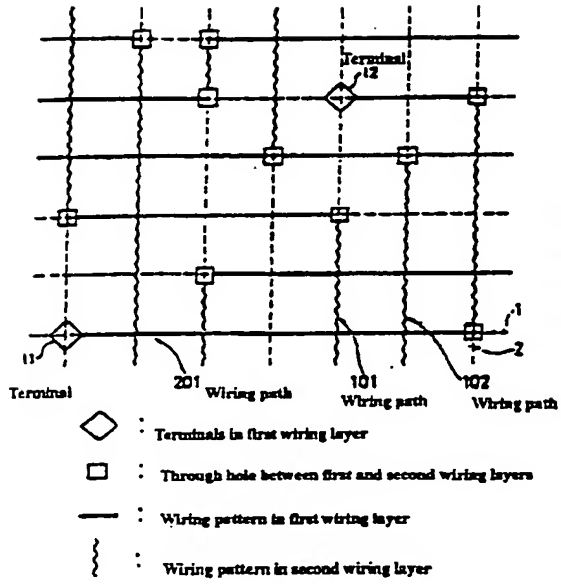 Terminal
12
1
11
2
201
101
102
Terminal
Wiring path
Wiring path
Wiring path
: Terminals in first wiring layer
: Through hole between first and second wiring layers
: Wiring pattern in first wiring layer
: Wiring pattern in second wiring layer